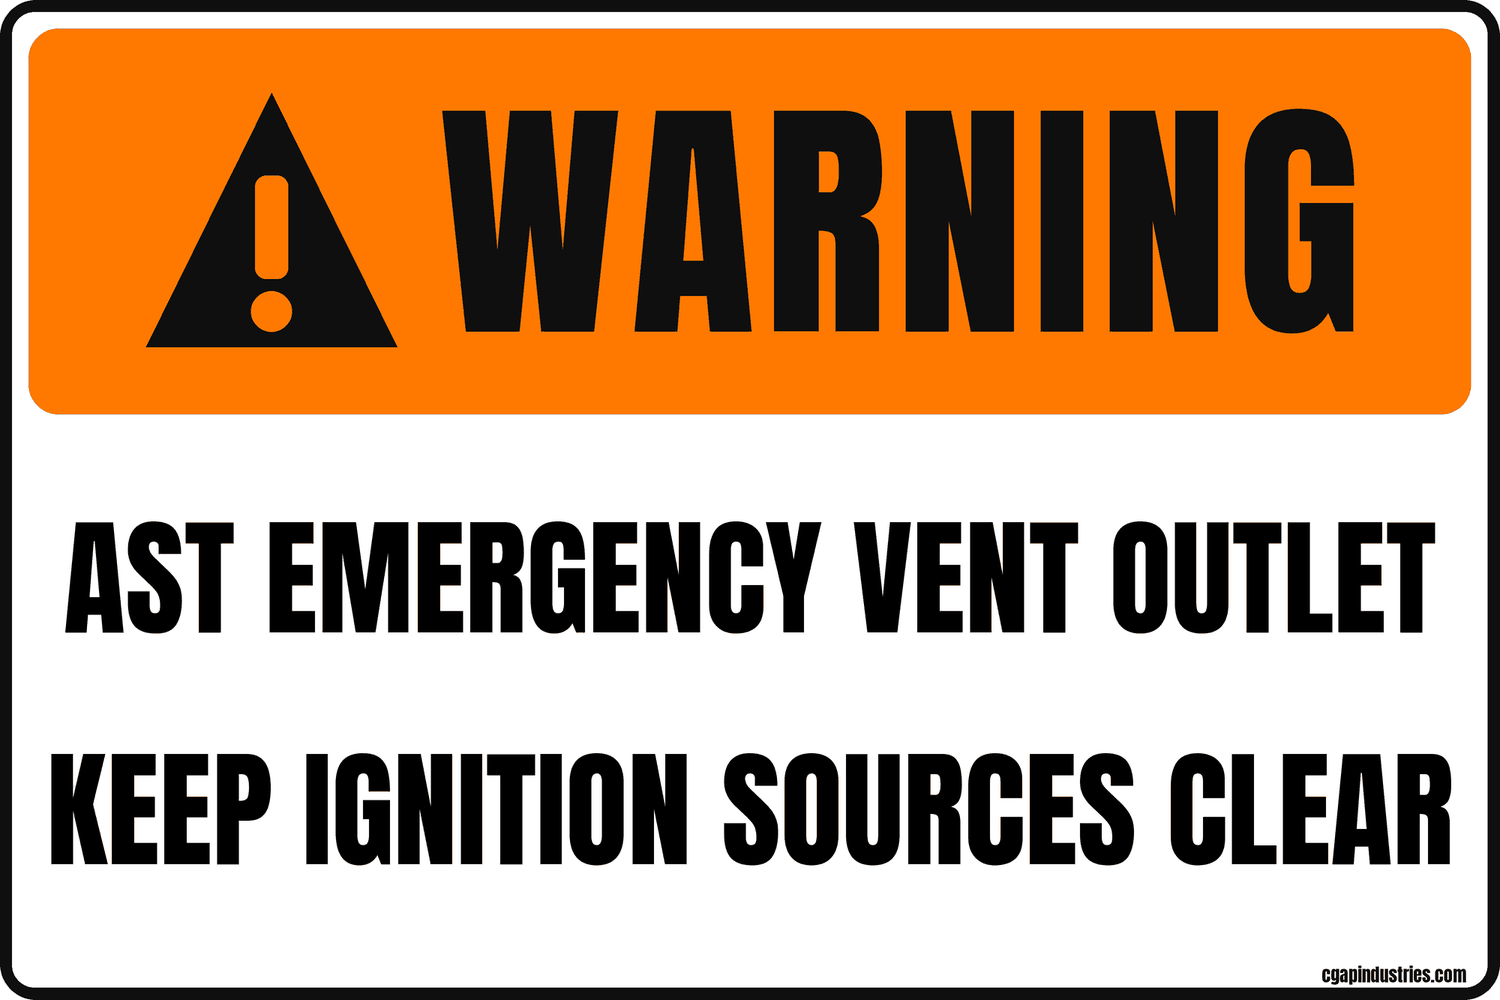 WARNING
AST EMERGENCY VENT OUTLET
KEEP IGNITION SOURCES CLEAR
cgapindustries.com